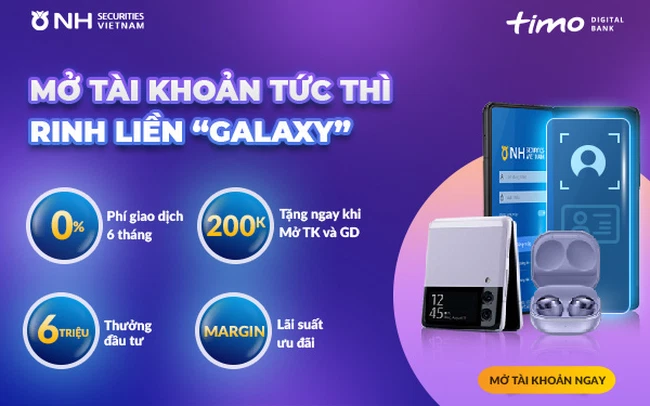 NH SECURITIES VIETNAM
timo DIGITAL BANK
MỞ TÀI KHOẢN TỨC THÌ
RINH LIỀN “GALAXY”
0% Phí giao dịch
6 tháng
200K Tặng ngay khi
Mở TK và GD
6 TRIỆU Thưởng
đầu tư
MARGIN Lãi suất
ưu đãi
NH SECURITIES
12
45
MỞ TÀI KHOẢN NGAY